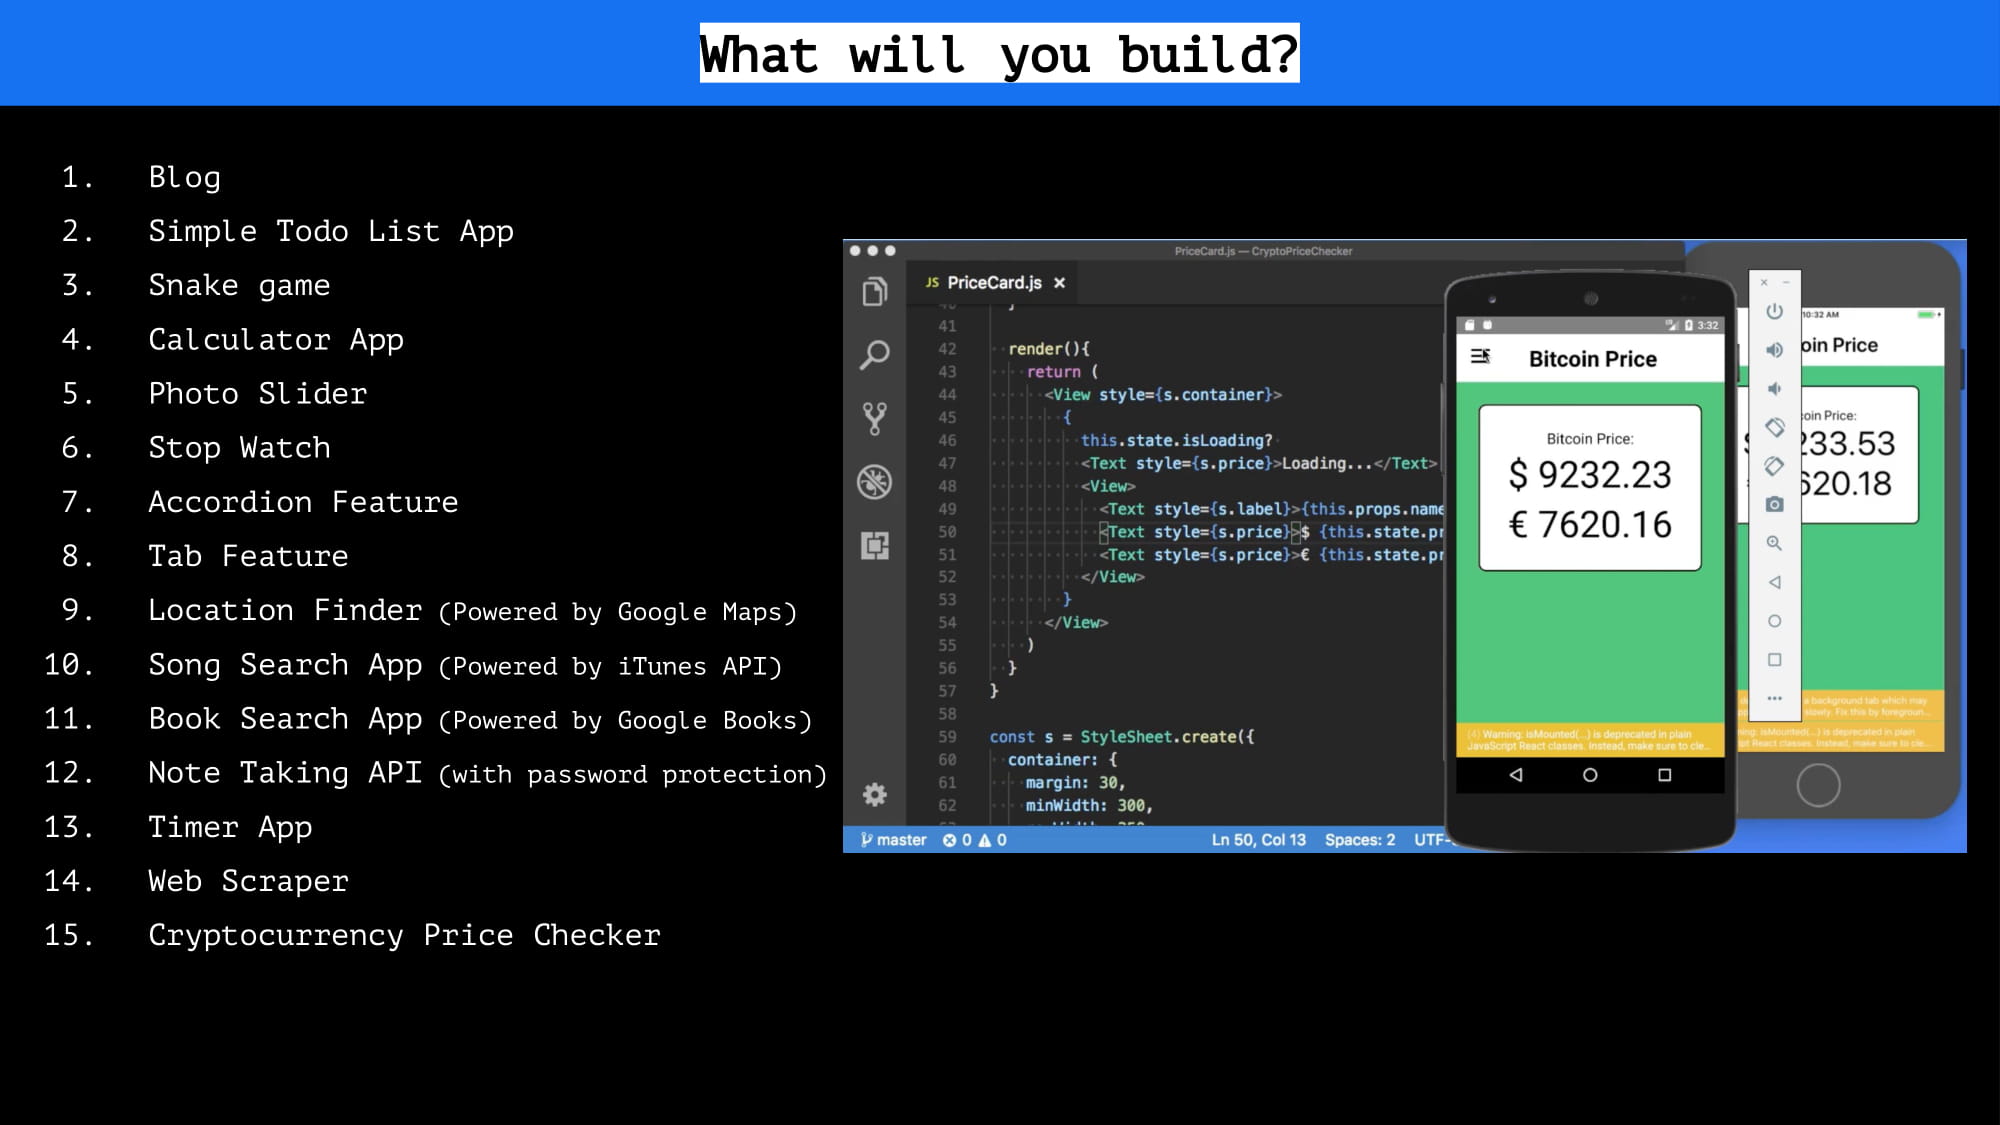 What will you build?
1. Blog
2. Simple Todo List App
3. Snake game
4. Calculator App
5. Photo Slider
6. Stop Watch
7. Accordion Feature
8. Tab Feature
9. Location Finder (Powered by Google Maps)
10. Song Search App (Powered by iTunes API)
11. Book Search App (Powered by Google Books)
12. Note Taking API (with password protection)
13. Timer App
14. Web Scraper
15. Cryptocurrency Price Checker
PriceCard.js — CryptoPriceChecker
JS PriceCard.js ×
41
42 render(){
43 return (
44 <View style={s.container}>
45 {
46 this.state.isLoading?
47 <Text style={s.price}>Loading...</Text>
48 <View>
49 <Text style={s.label}>{this.props.name
50 <Text style={s.price}>$ {this.state.pr
51 <Text style={s.price}>€ {this.state.pr
52 </View>
53 }
54 </View>
55 )
56 }
57 }
58
59 const s = StyleSheet.create({
60 container: {
61 margin: 30,
62 minWidth: 300,
master 0 0 Ln 50, Col 13 Spaces: 2 UTF-
3:32
Bitcoin Price
Bitcoin Price:
$ 9232.23
€ 7620.16
(4) Warning: isMounted(...) is deprecated in plain
JavaScript React classes. Instead, make sure to cle...
10:32 AM
oin Price
coin Price:
233.53
620.18
a background tab which may
slowly. Fix this by foregroun...
ning: isMounted(...) is deprecated in plain
ipt React classes. Instead, make sure to cle...